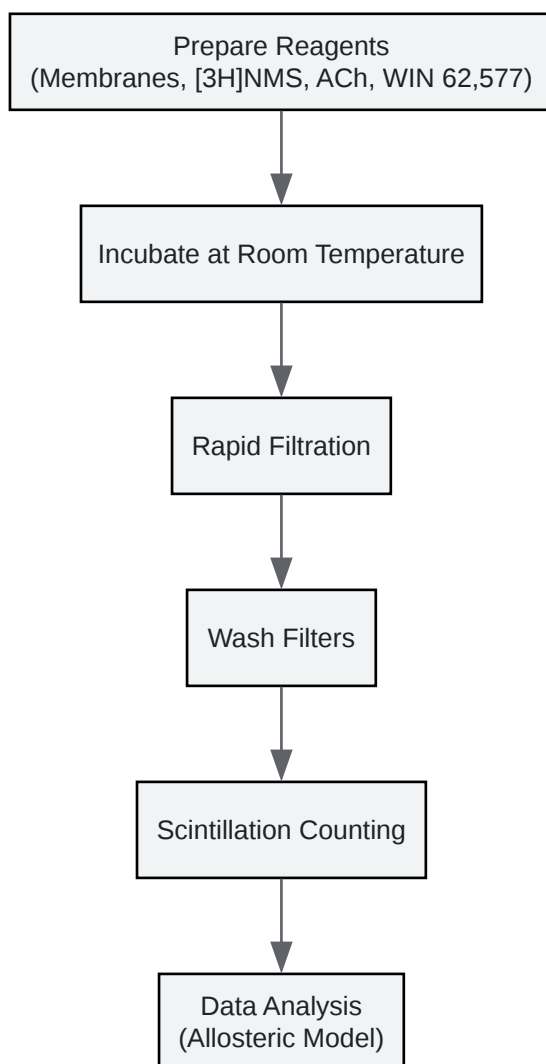 Prepare Reagents
(Membranes, [3H]NMS, ACh, WIN 62,577)
Incubate at Room Temperature
Rapid Filtration
Wash Filters
Scintillation Counting
Data Analysis
(Allosteric Model)